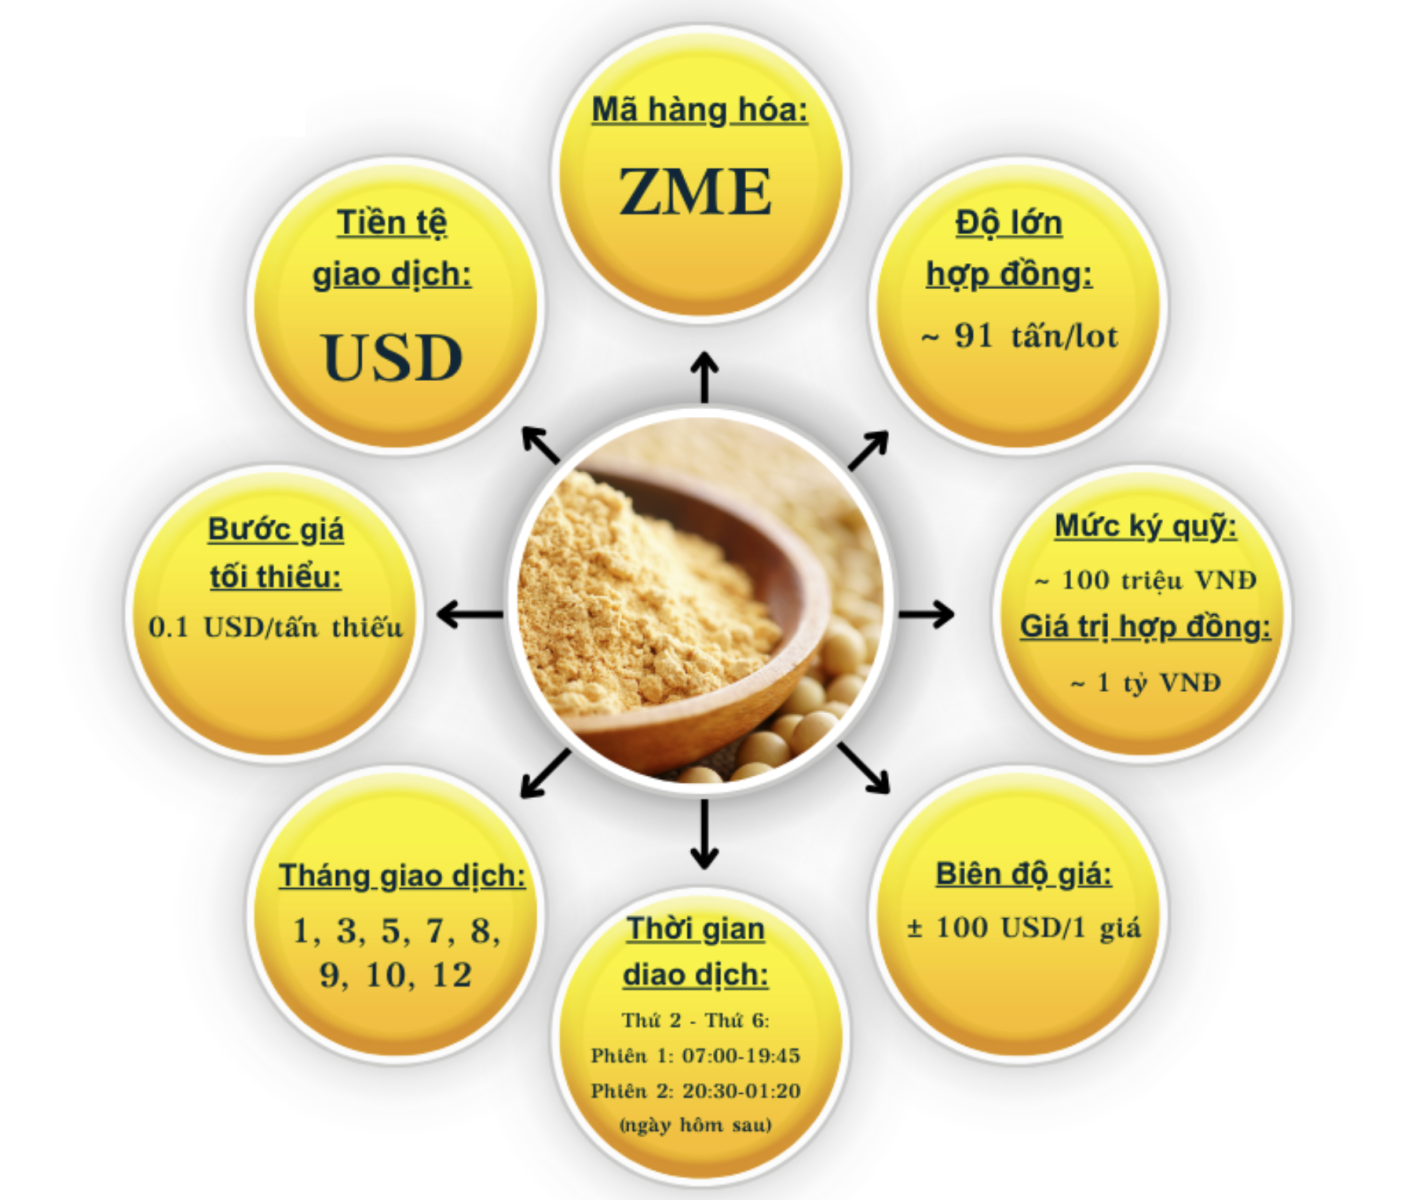 Mã hàng hóa:
ZME
Độ lớn
hợp đồng:
~ 91 tấn/lot
Mức ký quỹ:
~ 100 triệu VNĐ
Giá trị hợp đồng:
~ 1 tỷ VNĐ
Biên độ giá:
± 100 USD/1 giá
Thời gian
diao dịch:
Thứ 2 - Thứ 6:
Phiên 1: 07:00-19:45
Phiên 2: 20:30-01:20
(ngày hôm sau)
Tháng giao dịch:
1, 3, 5, 7, 8,
9, 10, 12
Bước giá
tối thiểu:
0.1 USD/tấn thiếu
Tiền tệ
giao dịch:
USD